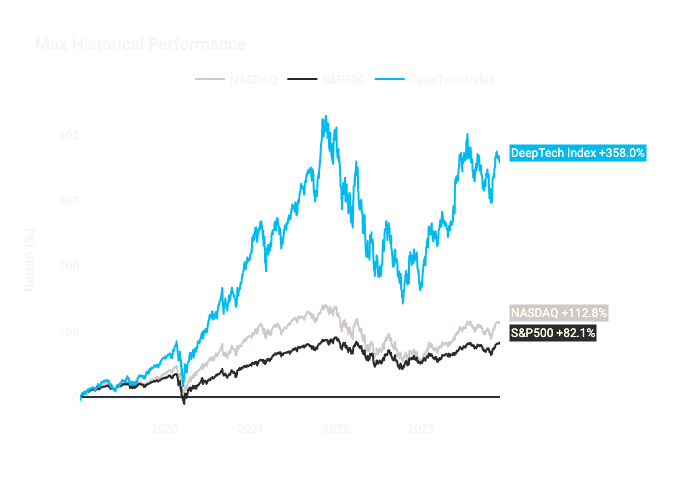 Max Historical Performance
NASDAQ S&P500 DeepTech Index
400
300
200
100
Return (%)
DeepTech Index +358.0%
NASDAQ +112.8%
S&P500 +82.1%
2020 2021 2022 2023